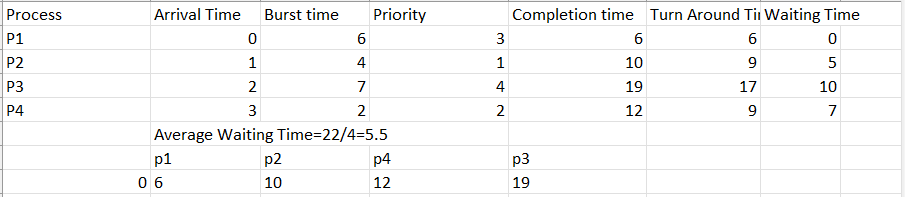 Process Arrival Time Burst time Priority Completion time Turn Around Tii Waiting Time
P1 0 6 3 6 6 0
P2 1 4 1 10 9 5
P3 2 7 4 19 17 10
P4 3 2 2 12 9 7
Average Waiting Time=22/4=5.5
p1 p2 p4 p3
0 6 10 12 19